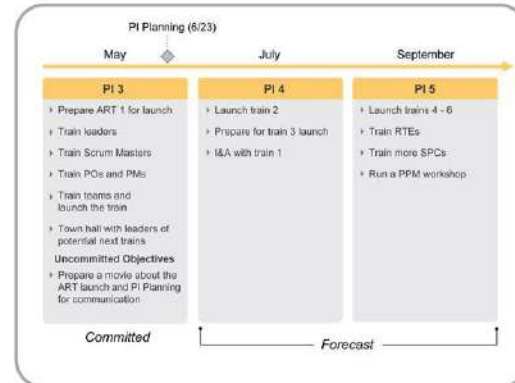 PI Planning (6/23)
May
July
September
PI 3
PI 4
PI 5
Prepare ART 1 for launch
Train leaders
Train Scrum Masters
Train POs and PMs
Train teams and
launch the train
Town hall with leaders of
potential next trains
Uncommitted Objectives
Prepare a movie about the
ART launch and PI Planning
for communication
Launch train 2
Prepare for train 3 launch
I&A with train 1
Launch trains 4 - 6
Train RTEs
Train more SPCs
Run a PPM workshop
Committed
Forecast